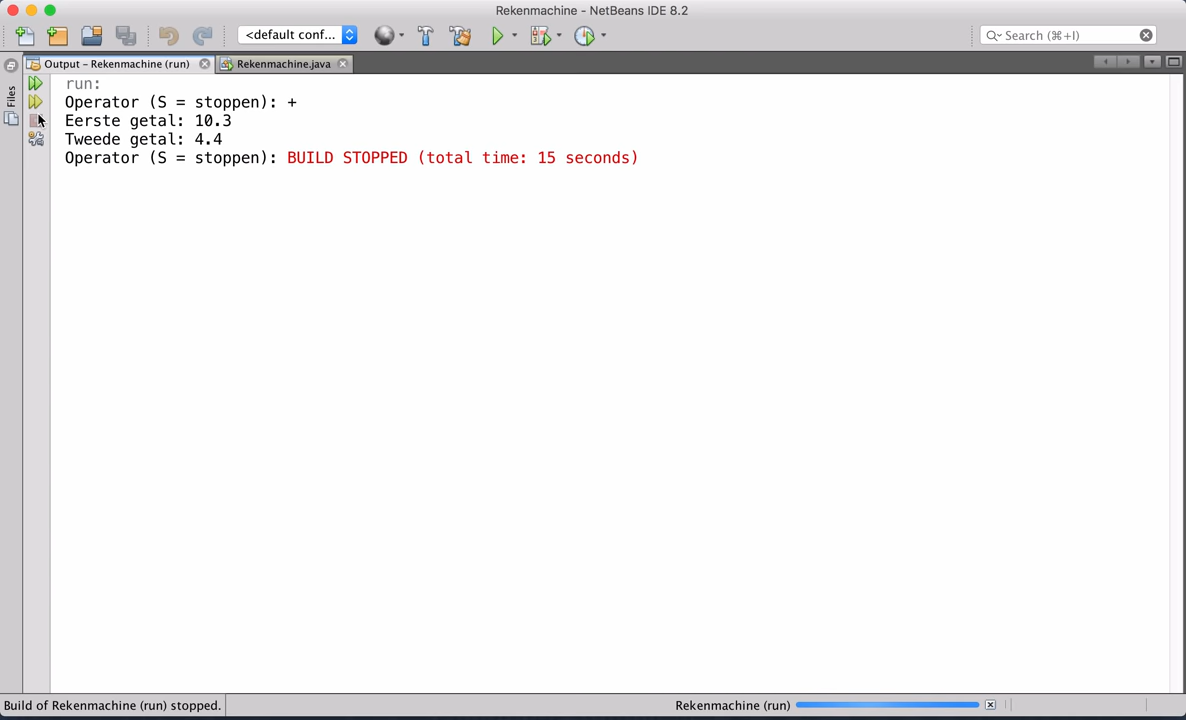 Rekenmachine - NetBeans IDE 8.2
<default conf...
Search (⌘+I)
Output - Rekenmachine (run)
Rekenmachine.java
Files
run:
Operator (S = stoppen): +
Eerste getal: 10.3
Tweede getal: 4.4
Operator (S = stoppen): BUILD STOPPED (total time: 15 seconds)
Build of Rekenmachine (run) stopped.
Rekenmachine (run)